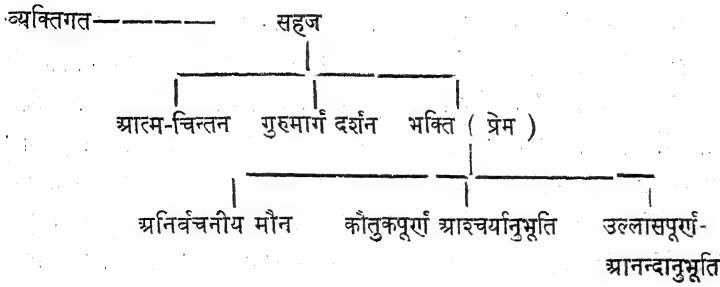 व्यक्तिगत———— सहज
आत्म-चिन्तन गुरुमार्ग दर्शन भक्ति ( प्रेम )
अनिर्वचनीय मौन कौतुकपूर्ण आश्चर्यानुभूति उल्लासपूर्ण-
आनन्दानुभूति